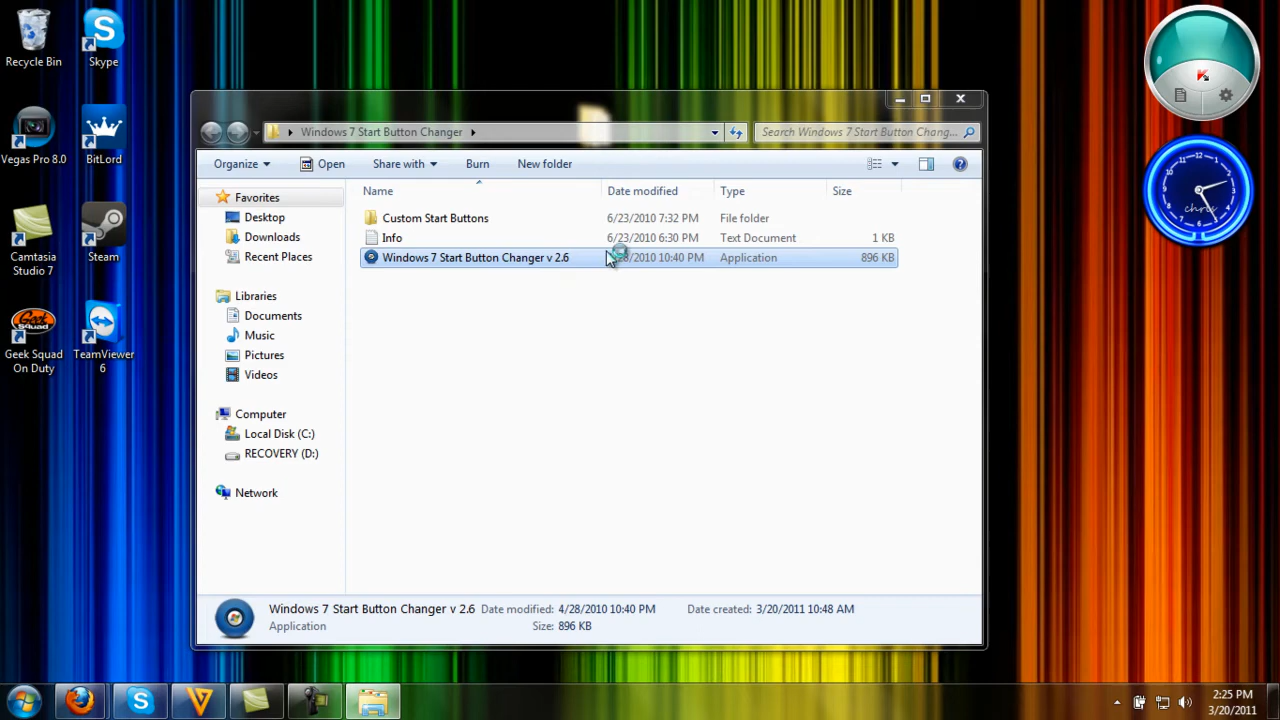 Recycle Bin
Skype
Vegas Pro 8.0
BitLord
Camtasia Studio 7
Steam
Geek Squad On Duty
TeamViewer 6
Windows 7 Start Button Changer
Search Windows 7 Start Button Chang...
Organize Open Share with Burn New folder
Name Date modified Type Size
Favorites
Desktop
Downloads
Recent Places
Libraries
Documents
Music
Pictures
Videos
Computer
Local Disk (C:)
RECOVERY (D:)
Network
Custom Start Buttons 6/23/2010 7:32 PM File folder
Info 6/23/2010 6:30 PM Text Document 1 KB
Windows 7 Start Button Changer v 2.6 /2010 10:40 PM Application 896 KB
Windows 7 Start Button Changer v 2.6 Date modified: 4/28/2010 10:40 PM Date created: 3/20/2011 10:48 AM
Application Size: 896 KB
chris
2:25 PM
3/20/2011